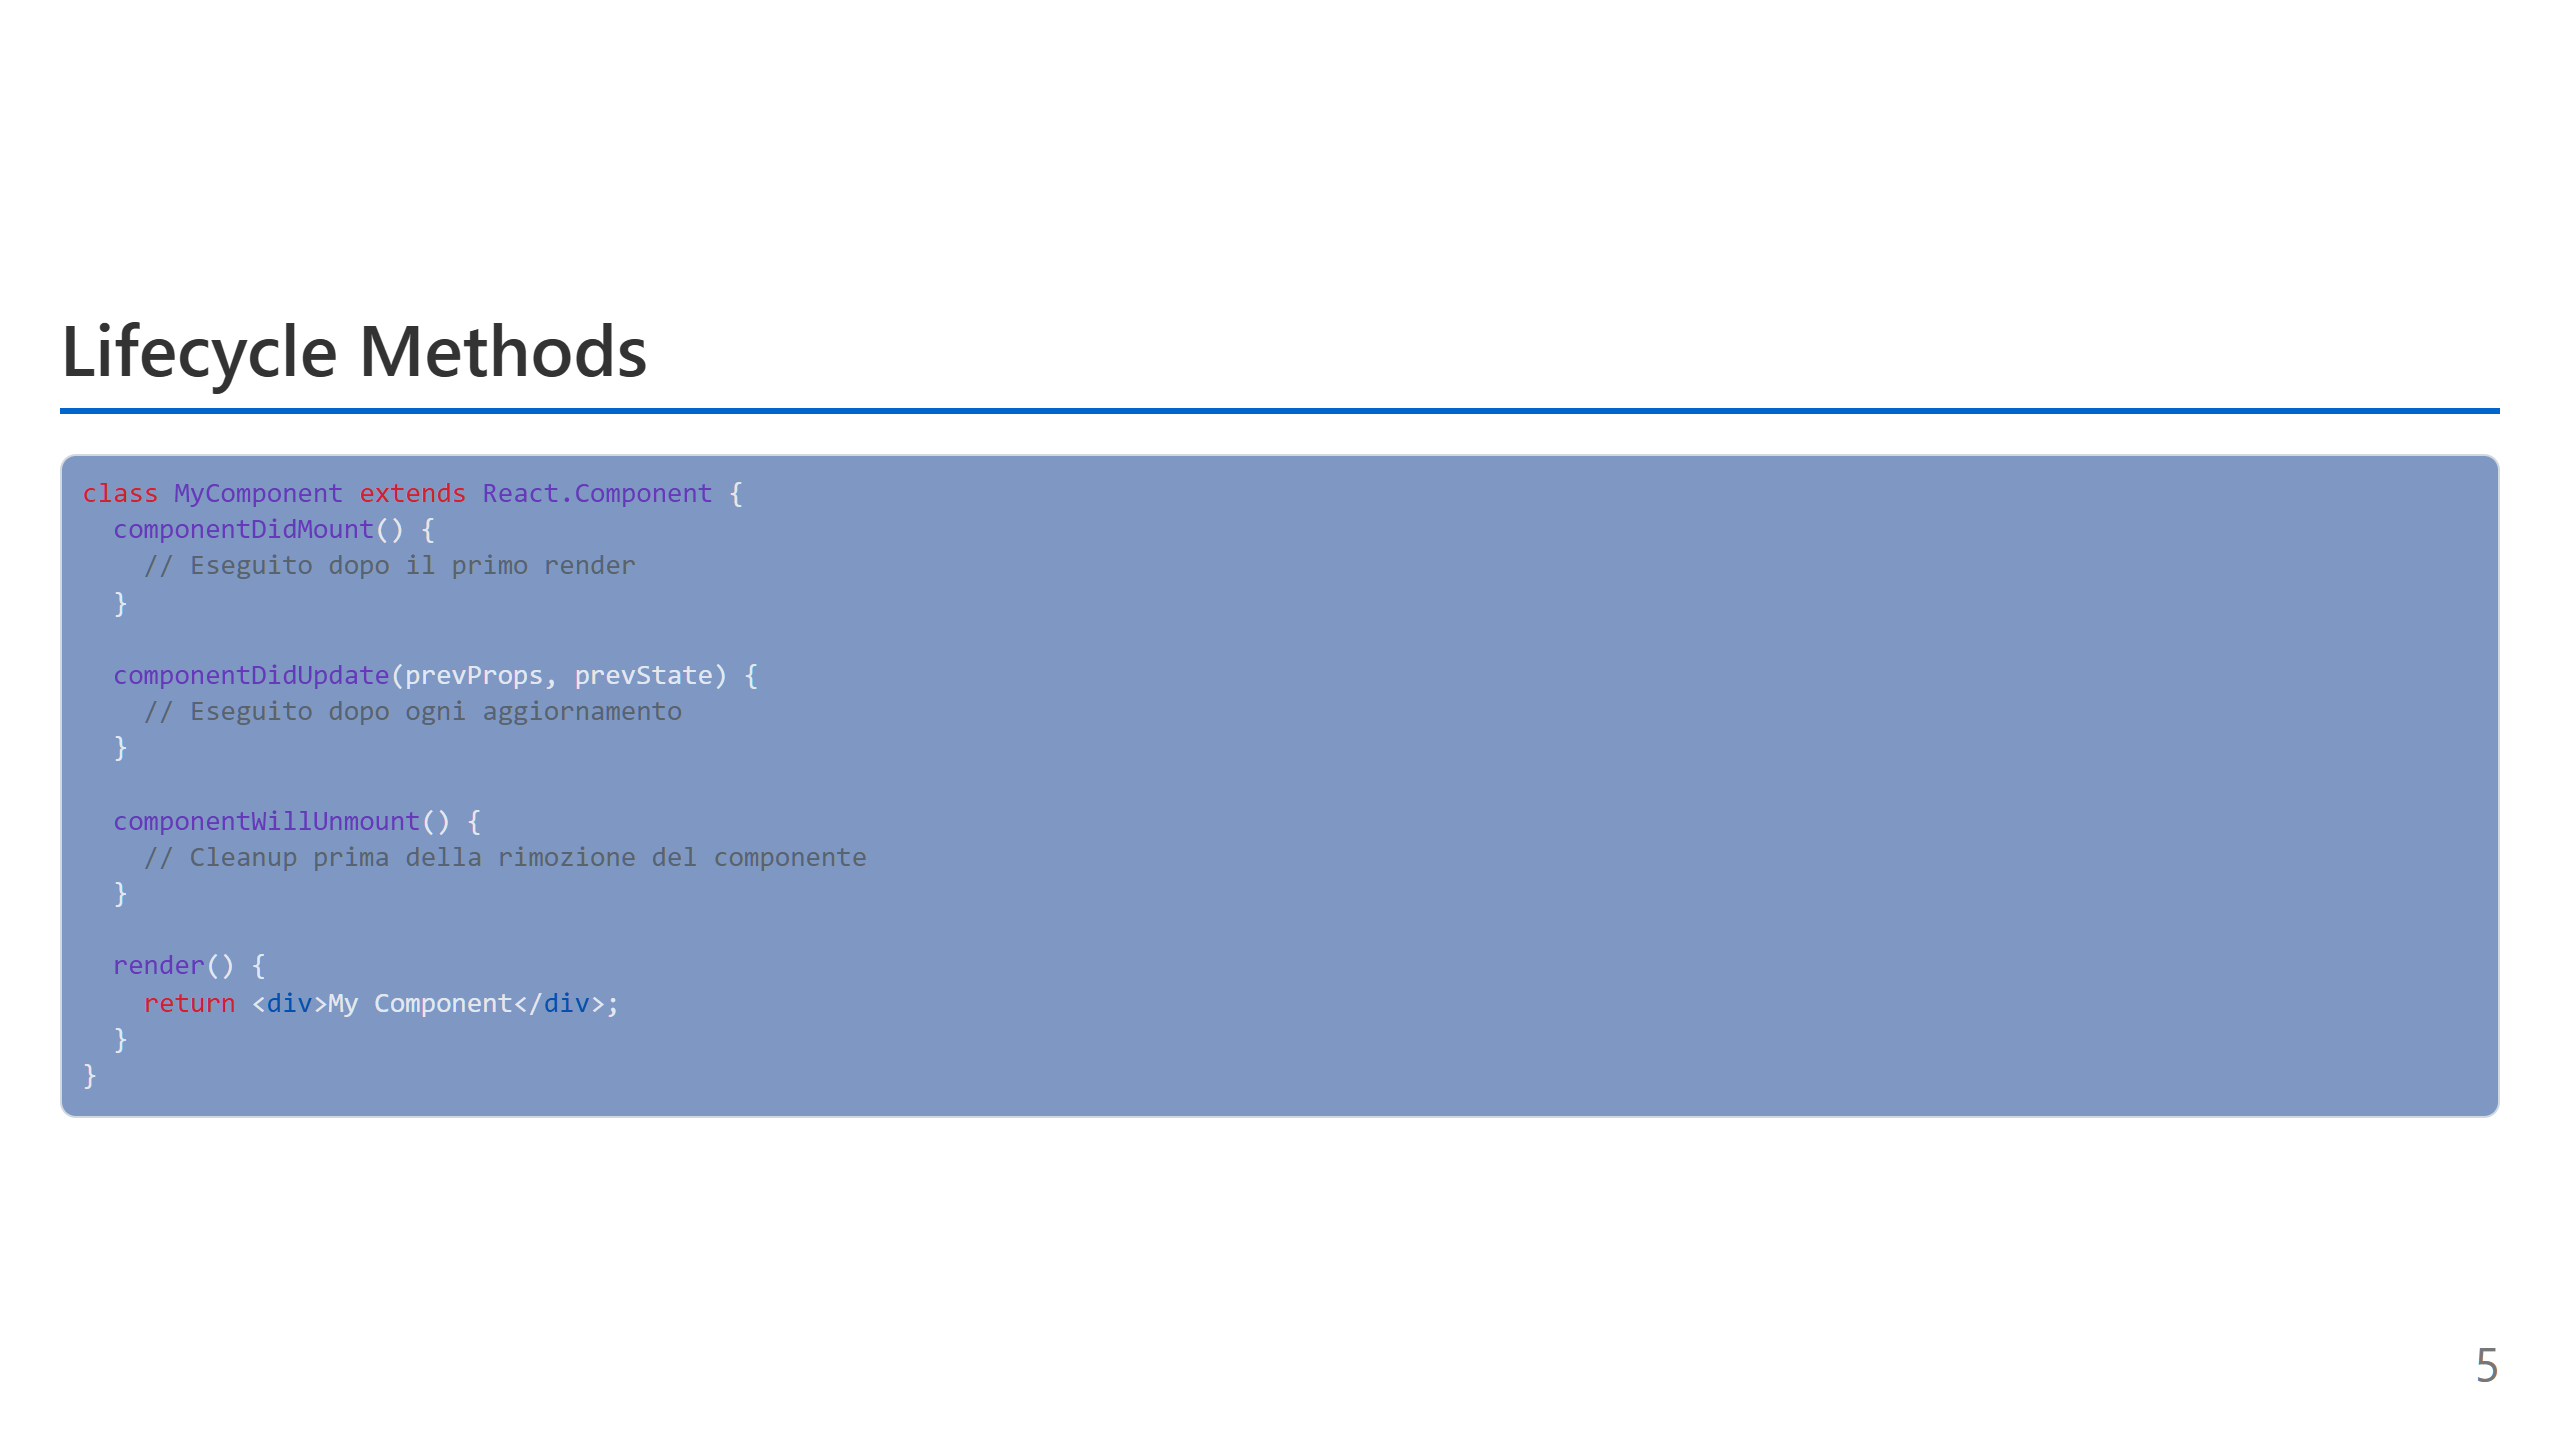 Lifecycle Methods
class MyComponent extends React.Component {
  componentDidMount() {
    // Eseguito dopo il primo render
  }
  componentDidUpdate(prevProps, prevState) {
    // Eseguito dopo ogni aggiornamento
  }
  componentWillUnmount() {
    // Cleanup prima della rimozione del componente
  }
  render() {
    return <div>My Component</div>;
  }
}
5